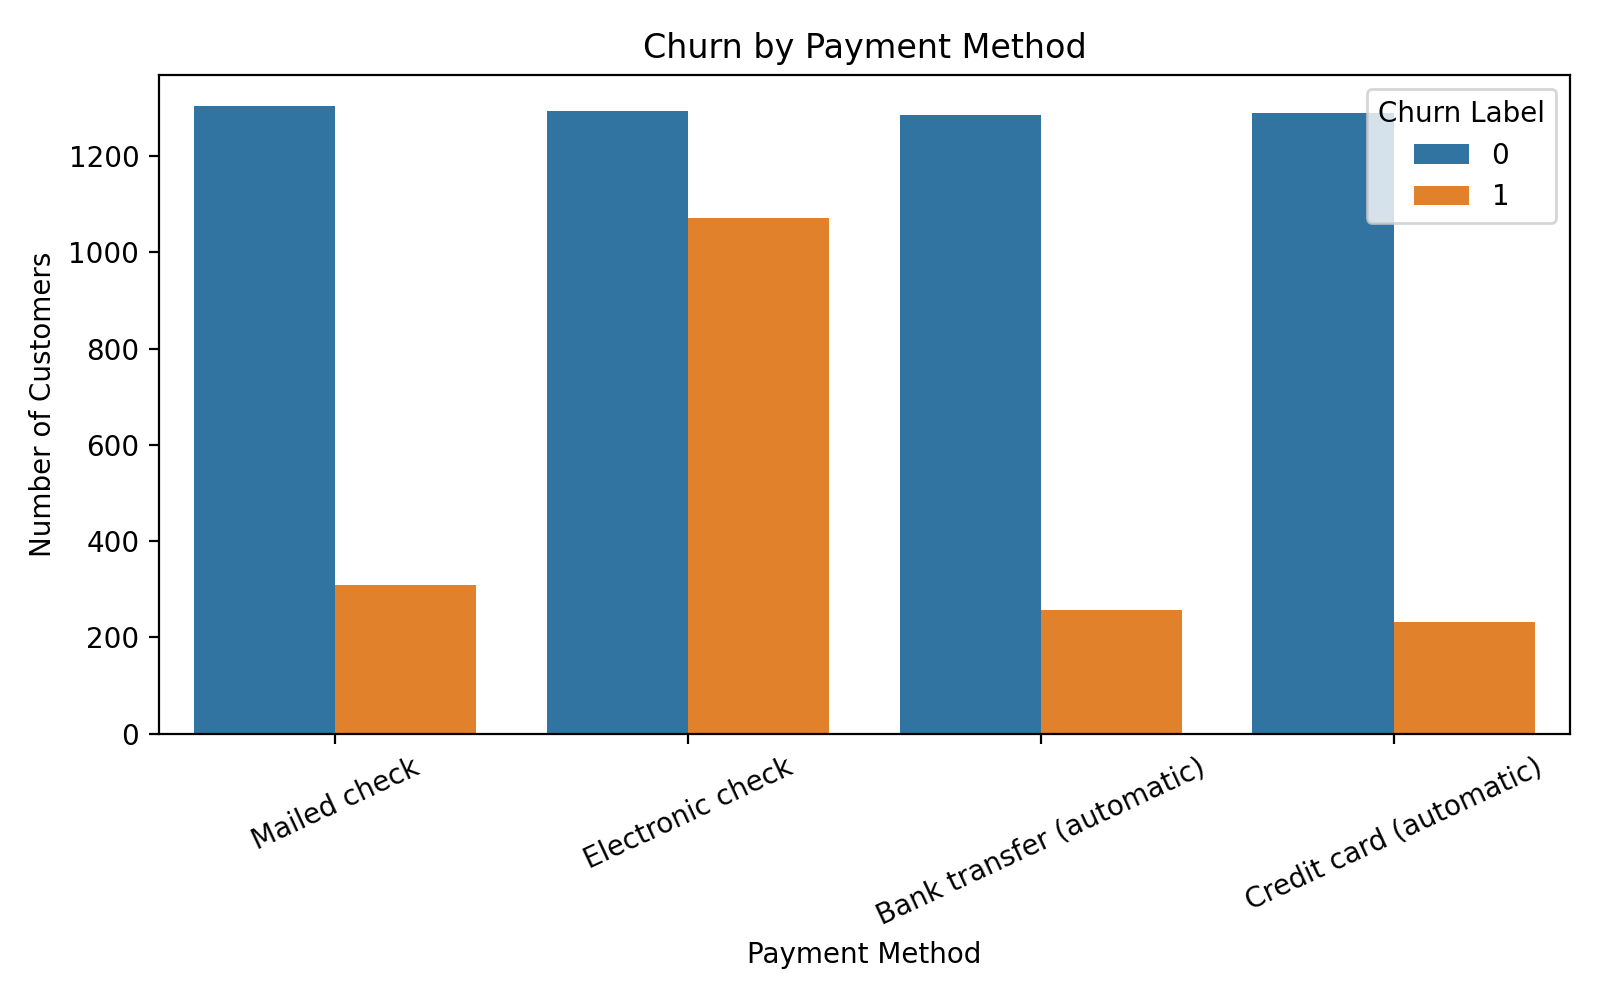 Churn by Payment Method
Churn Label
0
1
Number of Customers
1200
1000
800
600
400
200
0
Mailed check
Electronic check
Bank transfer (automatic)
Credit card (automatic)
Payment Method